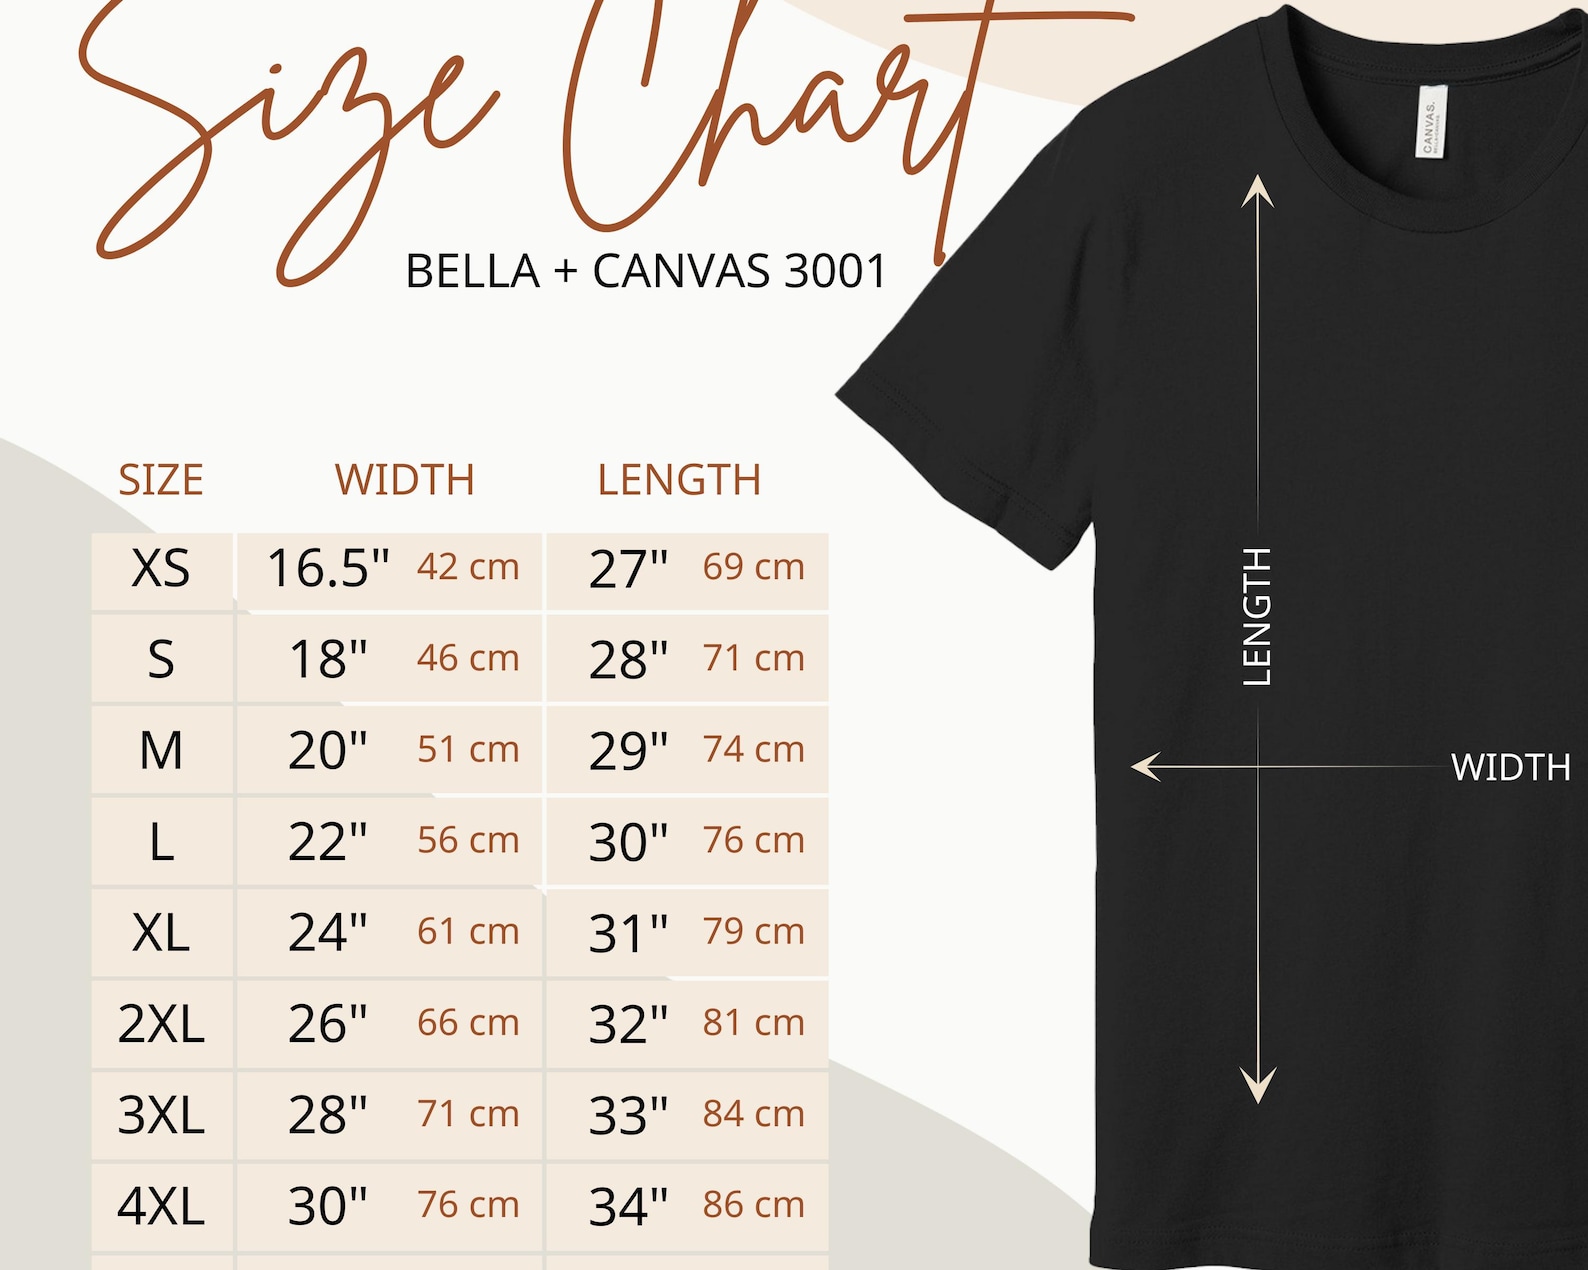 Size Chart
BELLA + CANVAS 3001
SIZE WIDTH LENGTH
XS 16.5" 42 cm 27" 69 cm
S 18" 46 cm 28" 71 cm
M 20" 51 cm 29" 74 cm
L 22" 56 cm 30" 76 cm
XL 24" 61 cm 31" 79 cm
2XL 26" 66 cm 32" 81 cm
3XL 28" 71 cm 33" 84 cm
4XL 30" 76 cm 34" 86 cm
CANVAS.
BELLA+CANVAS.
LENGTH
WIDTH